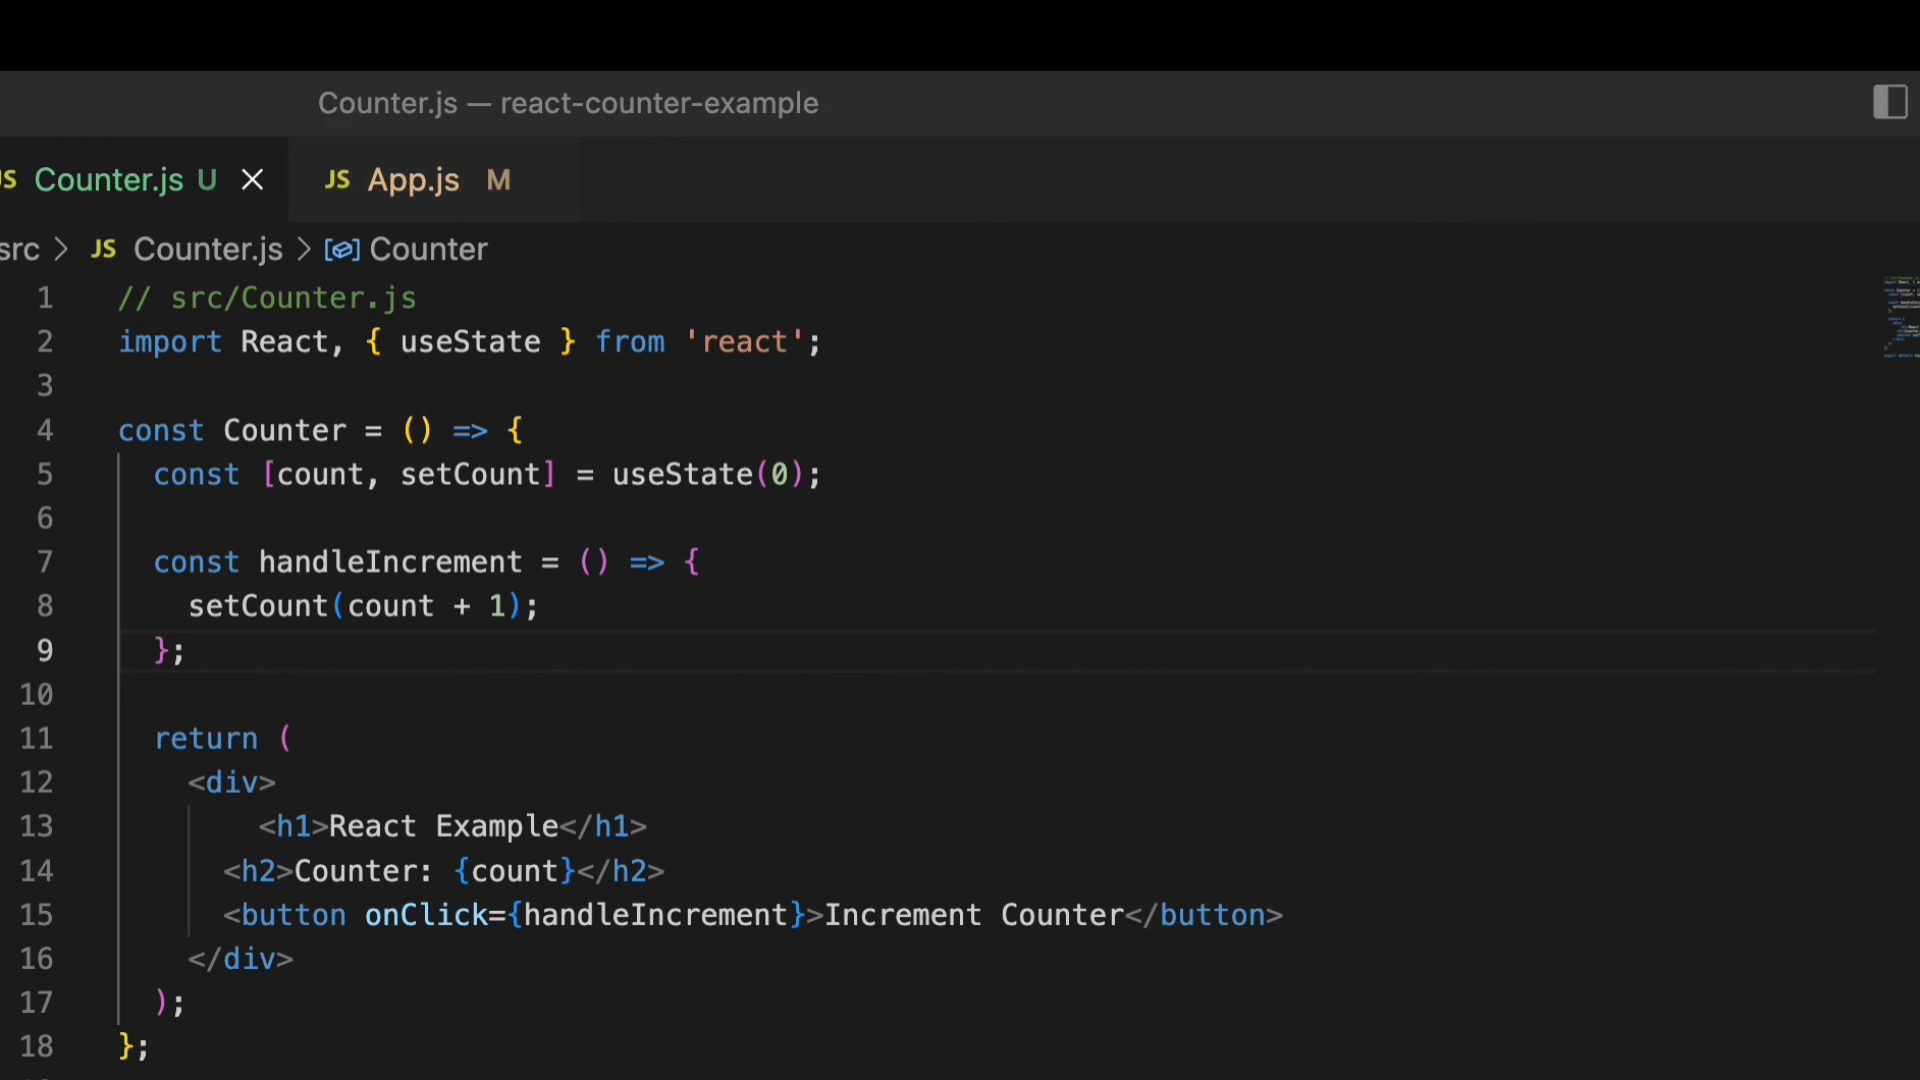 Counter.js — react-counter-example
JS Counter.js U JS App.js M
src > JS Counter.js > Counter
1 // src/Counter.js
2 import React, { useState } from 'react';
3
4 const Counter = () => {
5   const [count, setCount] = useState(0);
6
7   const handleIncrement = () => {
8     setCount(count + 1);
9   };
10
11   return (
12     <div>
13         <h1>React Example</h1>
14       <h2>Counter: {count}</h2>
15       <button onClick={handleIncrement}>Increment Counter</button>
16     </div>
17   );
18 };